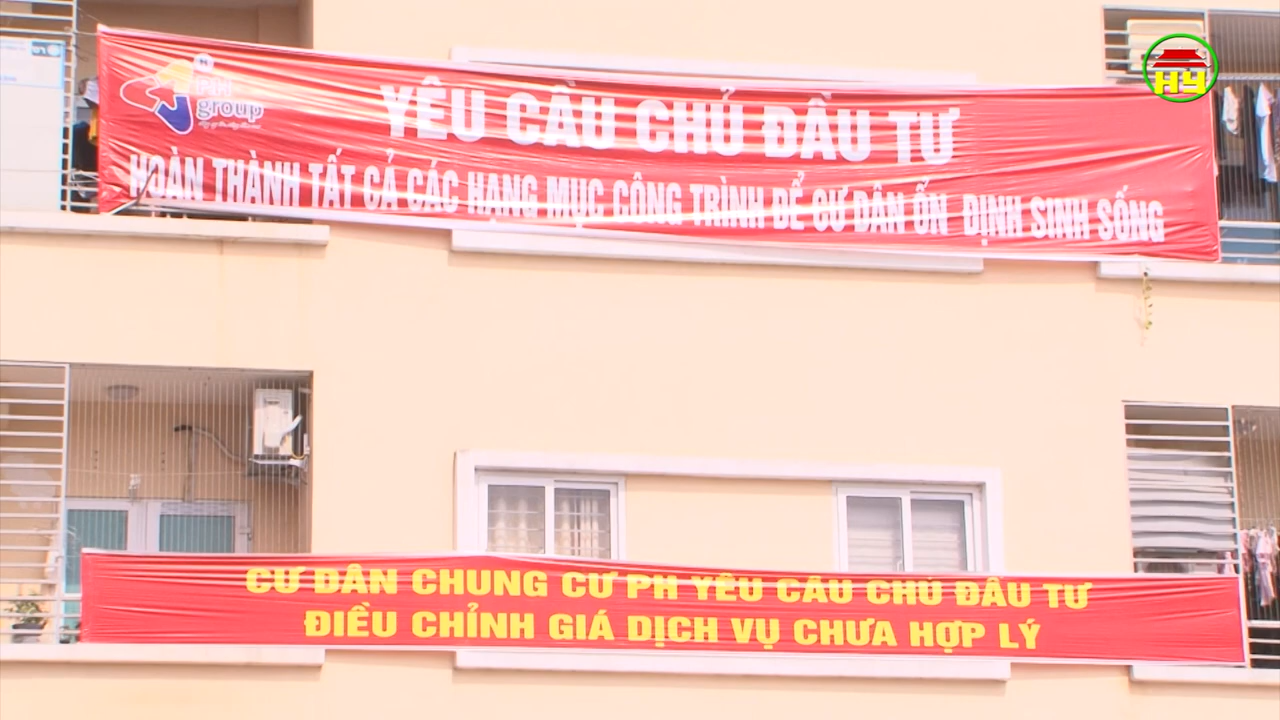 HY
PH
group
YÊU CẦU CHỦ ĐẦU TƯ
HOÀN THÀNH TẤT CẢ CÁC HẠNG MỤC CÔNG TRÌNH ĐỂ CƯ DÂN ỔN ĐỊNH SINH SỐNG
CƯ DÂN CHUNG CƯ PH YÊU CẦU CHỦ ĐẦU TƯ
ĐIỀU CHỈNH GIÁ DỊCH VỤ CHƯA HỢP LÝ